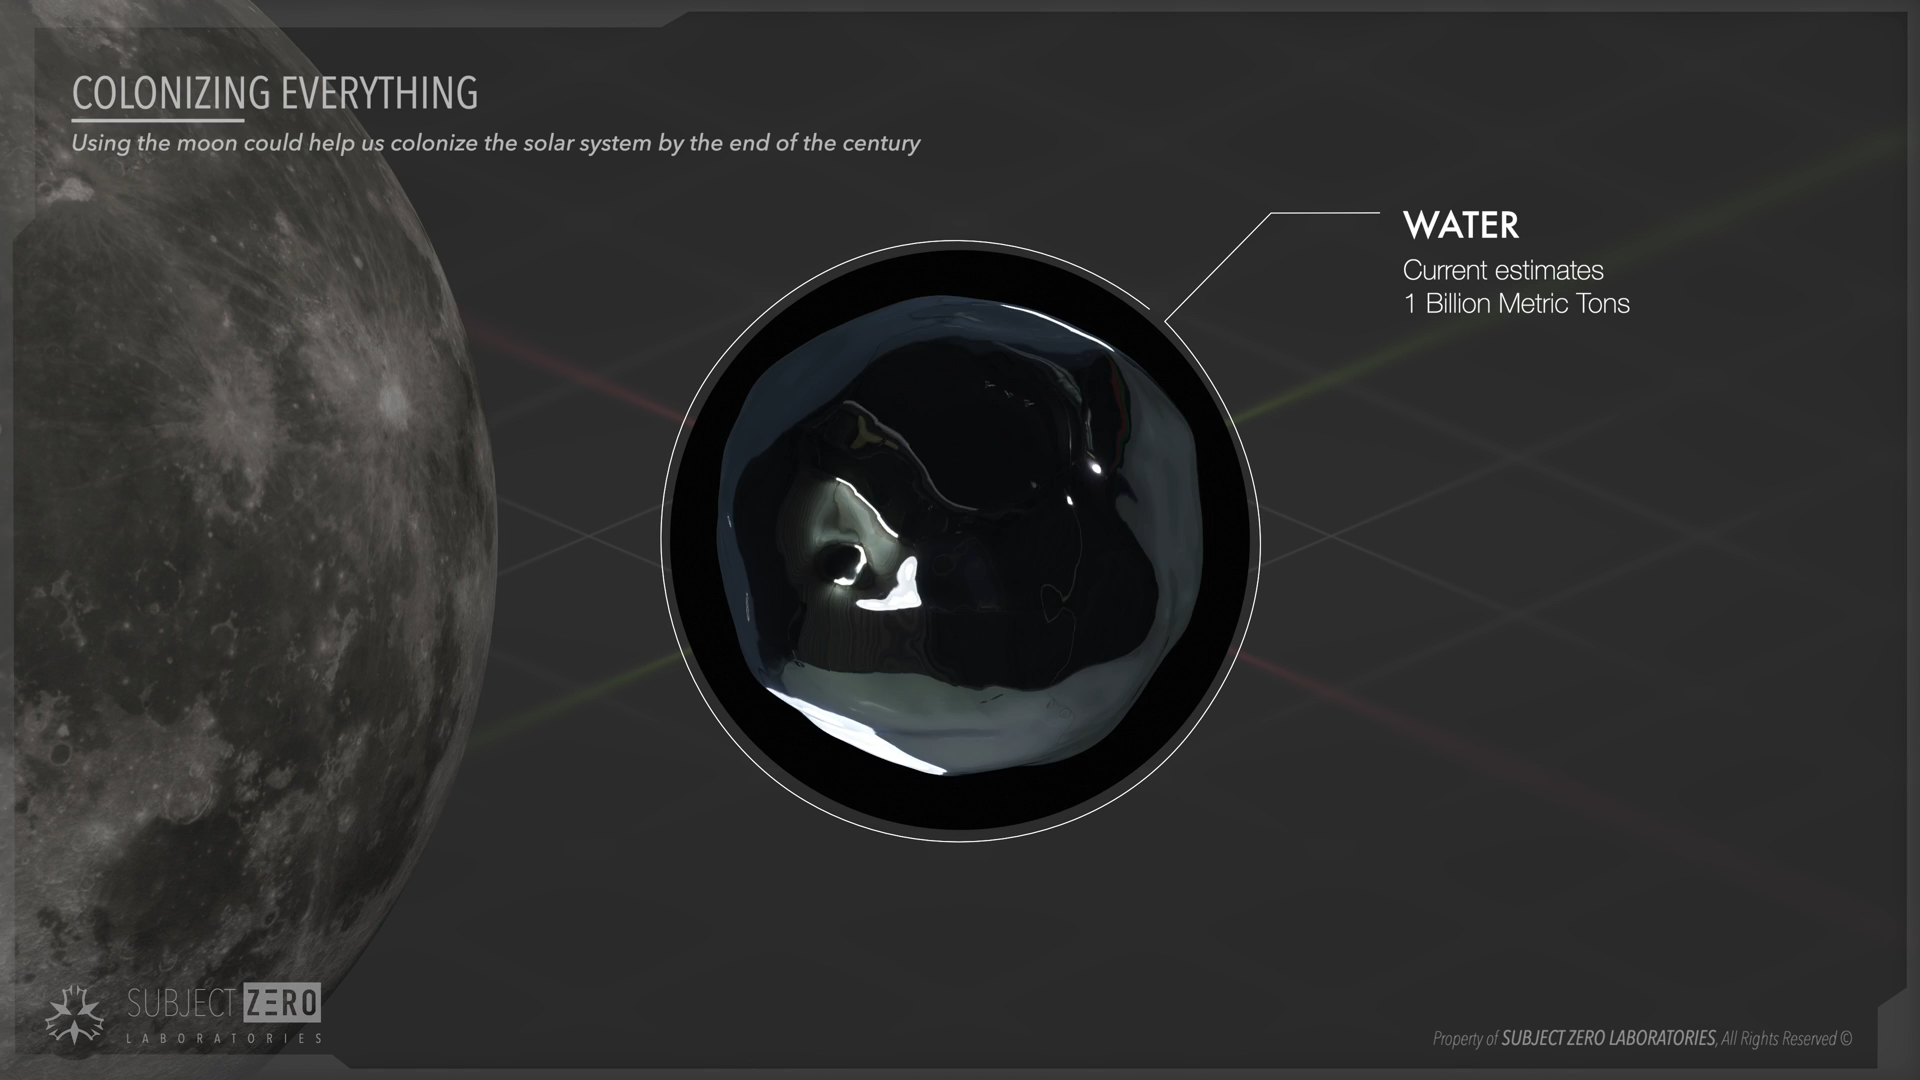 COLONIZING EVERYTHING
Using the moon could help us colonize the solar system by the end of the century
WATER
Current estimates
1 Billion Metric Tons
SUBJECT ZERO
LABORATORIES
Property of SUBJECT ZERO LABORATORIES, All Rights Reserved ©